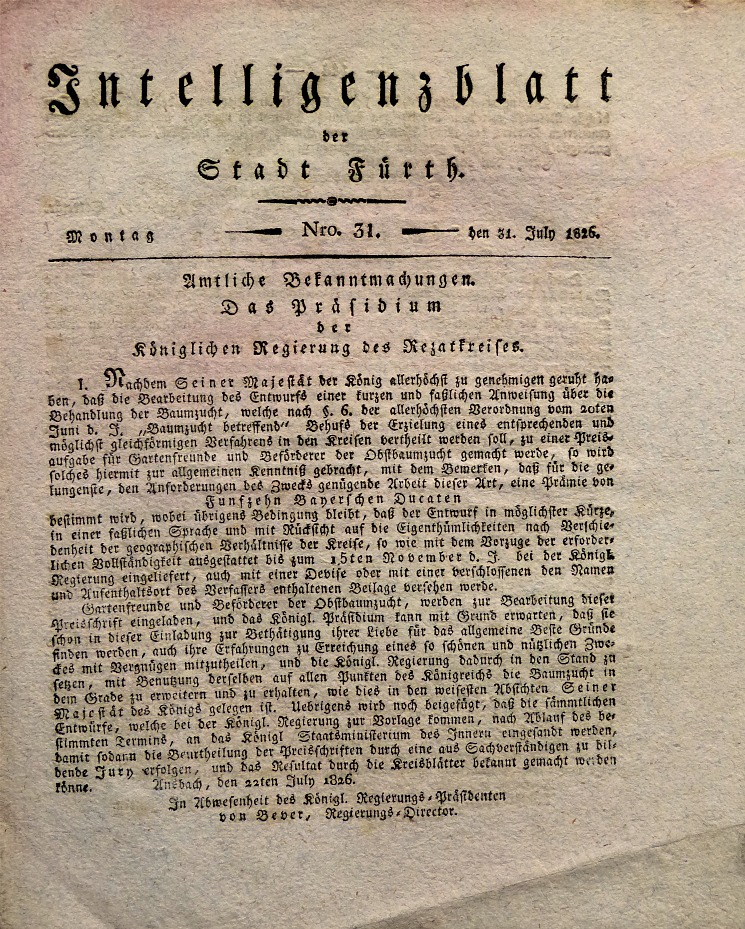 Intelligenzblatt
der
Stadt Fürth.
Montag Nro. 31. den 31. July 1826.
Amtliche Bekanntmachungen.
Das Präsidium
der
Königlichen Regierung des Rezatkreises.
I. Nachdem Seiner Majestät der König allerhöchst zu genehmigen geruht ha-
ben, daß die Bearbeitung des Entwurfs einer kurzen und faßlichen Anweisung über die
Behandlung der Baumzucht, welche nach §. 6. der allerhöchsten Verordnung vom 20ten
Juni d. J. „Baumzucht betreffend“ Behufs der Erzielung eines entsprechenden und
möglichst gleichförmigen Verfahrens in den Kreisen vertheilt werden soll, zu einer Preis-
aufgabe für Gartenfreunde und Beförderer der Obstbaumzucht gemacht werde, so wird
solches hiermit zur allgemeinen Kenntniß gebracht, mit dem Bemerken, daß für die ge-
lungenste, den Anforderungen des Zwecks genügende Arbeit dieser Art, eine Prämie von
Funfzehn Bayerschen Ducaten
bestimmt wird, wobei übrigens Bedingung bleibt, daß der Entwurf in möglichster Kürze,
in einer faßlichen Sprache und mit Rücksicht auf die Eigenthümlichkeiten nach Verschie-
denheit der geographischen Verhältnisse der Kreise, so wie mit dem Vorzuge der erforder-
lichen Vollständigkeit ausgestattet bis zum 15ten November d. J. bei der Königl.
Regierung eingeliefert, auch mit einer Devise oder mit einer verschlossenen den Namen
und Aufenthaltsort des Verfassers enthaltenen Beilage versehen werde.
Gartenfreunde und Beförderer der Obstbaumzucht, werden zur Bearbeitung dieser
Preisschrift eingeladen, und das Königl. Präsidium kann mit Grund erwarten, daß sie
schon in dieser Einladung zur Bethätigung ihrer Liebe für das allgemeine Beste Gründe
finden werden, auch ihre Erfahrungen zu Erreichung eines so schönen und nützlichen Zwe-
ckes mit Vergnügen mitzutheilen, und die Königl. Regierung dadurch in den Stand zu
setzen, mit Benutzung derselben auf allen Punkten des Königreichs die Baumzucht in
dem Grade zu erweitern und zu erhalten, wie dies in den weisesten Absichten Seiner
Majestät des Königs gelegen ist. Uebrigens wird noch beigefügt, daß die sämmtlichen
Entwürfe, welche bei der Königl. Regierung zur Vorlage kommen, nach Ablauf des be-
stimmten Termins, an das Königl Staatsministerium des Innern eingesandt werden,
damit sodann die Beurtheilung der Preisschriften durch eine aus Sachverständigen zu bil-
dende Jury erfolgen, und das Resultat durch die Kreisblätter bekannt gemacht werden
könne. Ansbach, den 22ten July 1826.
In Abwesenheit des Königl. Regierungs-Präsidenten
von Bever, Regierungs-Director.